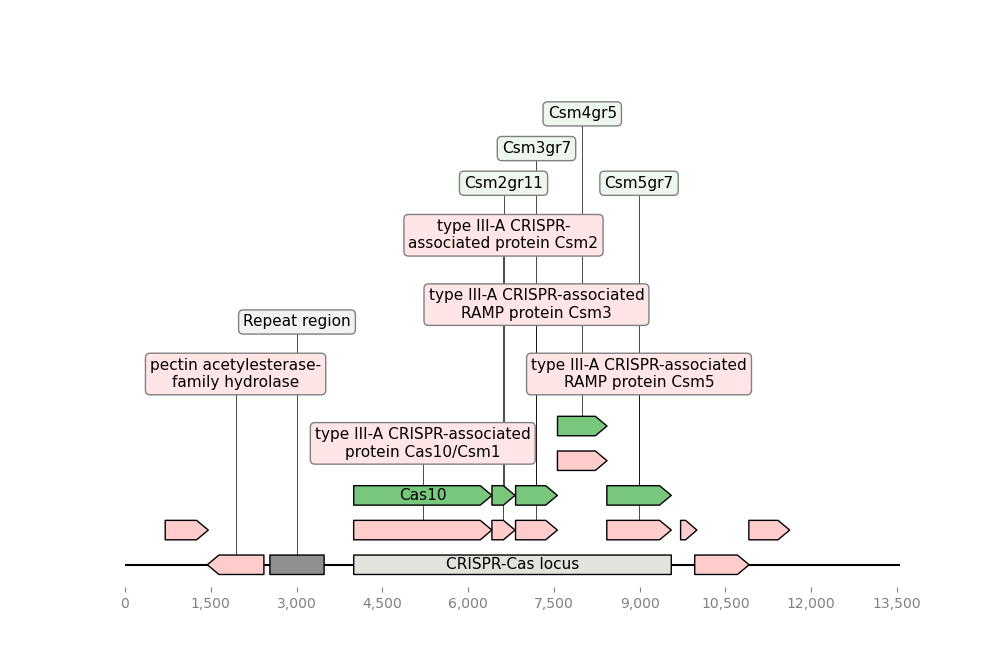 Csm4gr5
Csm3gr7
Csm2gr11
Csm5gr7
type III-A CRISPR-
associated protein Csm2
type III-A CRISPR-associated
RAMP protein Csm3
Repeat region
pectin acetylesterase-
family hydrolase
type III-A CRISPR-associated
RAMP protein Csm5
type III-A CRISPR-associated
protein Cas10/Csm1
Cas10
CRISPR-Cas locus
0
1,500
3,000
4,500
6,000
7,500
9,000
10,500
12,000
13,500